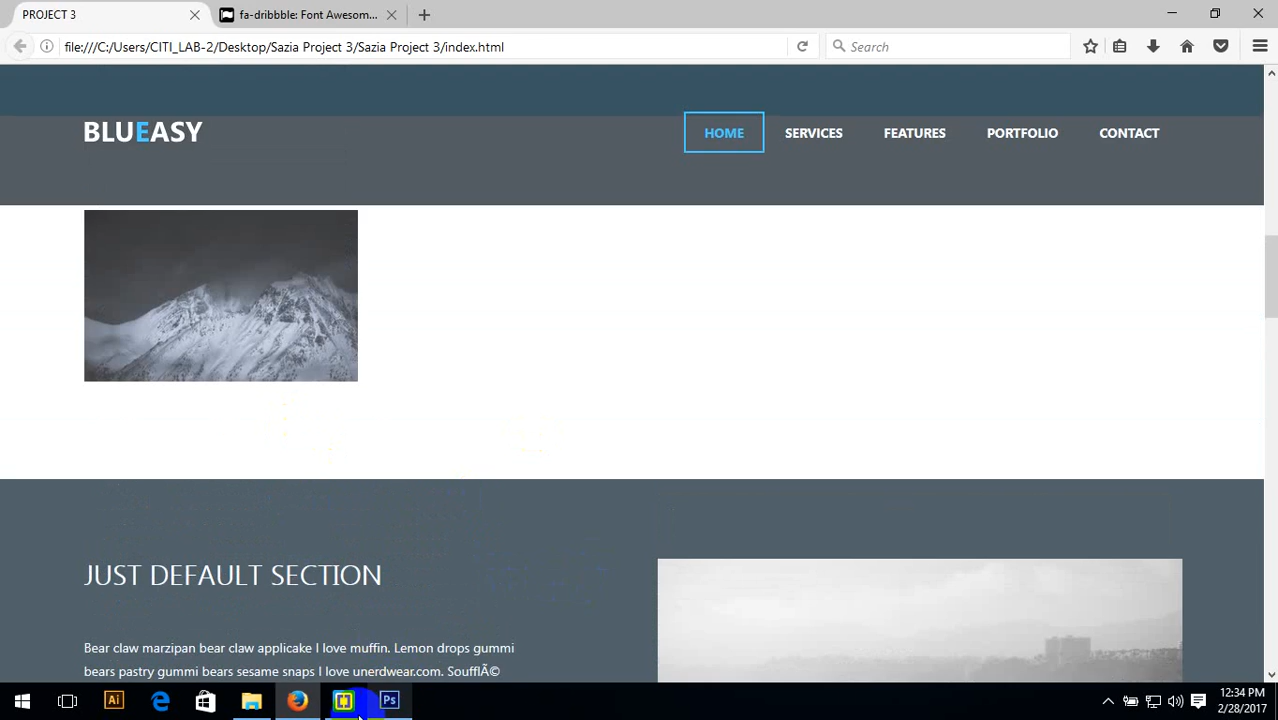 PROJECT 3
fa-dribbble: Font Awesom...
file:///C:/Users/CITI_LAB-2/Desktop/Sazia Project 3/Sazia Project 3/index.html
Search
BLUEASY
HOME
SERVICES
FEATURES
PORTFOLIO
CONTACT
JUST DEFAULT SECTION
Bear claw marzipan bear claw applicake I love muffin. Lemon drops gummi
bears pastry gummi bears sesame snaps I love unerdwear.com. SoufflÃ©
Ai
Ps
12:34 PM
2/28/2017